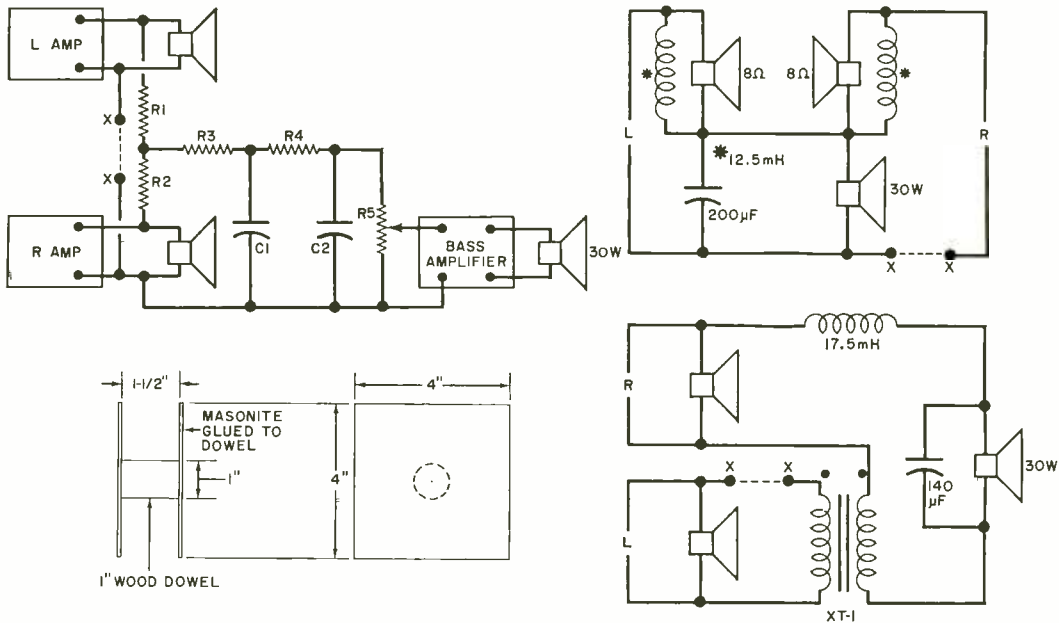 L AMP
R1
X
X
R2
R3
R4
R AMP
C1
C2
R5
BASS
AMPLIFIER
30W
1-1/2"
MASONITE
GLUED TO
DOWEL
1"
1" WOOD DOWEL
4"
4"
L
✱
8Ω
8Ω
✱
R
✱ 12.5mH
200µF
30W
X
X
R
17.5mH
X
X
L
140
µF
30W
XT-1